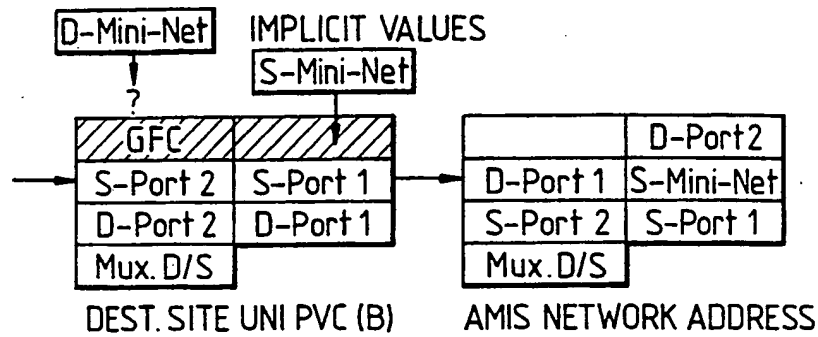 D-Mini-Net IMPLICIT VALUES
S-Mini-Net
?
GFC
D-Port 2
S-Port 2 S-Port 1
D-Port 1 S-Mini-Net
D-Port 2 D-Port 1
S-Port 2 S-Port 1
Mux. D/S
Mux. D/S
DEST. SITE UNI PVC (B)
AMIS NETWORK ADDRESS